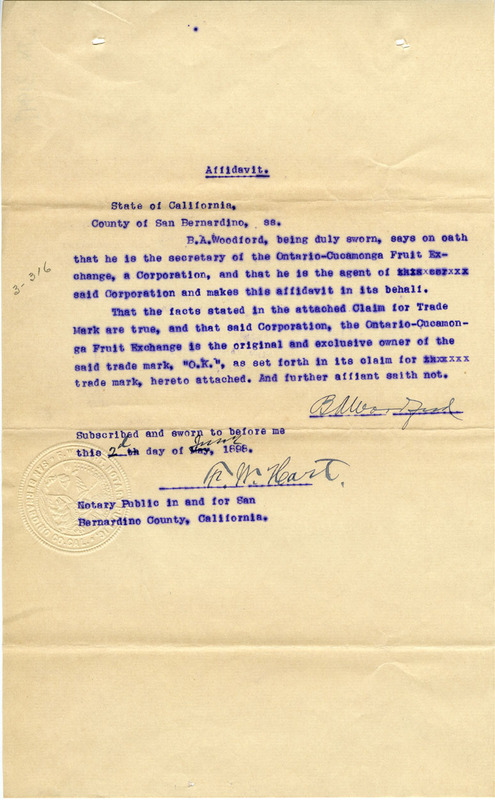 Affidavit.
State of California,
County of San Bernardino, ss.
B.A.Woodford, being duly sworn, says on oath
that he is the secretary of the Ontario-Cucamonga Fruit Ex-
change, a Corporation, and that he is the agent of
said Corporation and makes this affidavit in its behalf.
3-316
That the facts stated in the attached Claim for Trade
Mark are true, and that said Corporation, the Ontario-Cucamon-
ga Fruit Exchange is the original and exclusive owner of the
said trade mark, "O.K.", as set forth in its claim for
trade mark, hereto attached. And further affiant saith not.
B A Woodford
Subscribed and sworn to before me
this 2d th day of May, June 1898.
F. W. Hart.
Notary Public in and for San
Bernardino County, California.